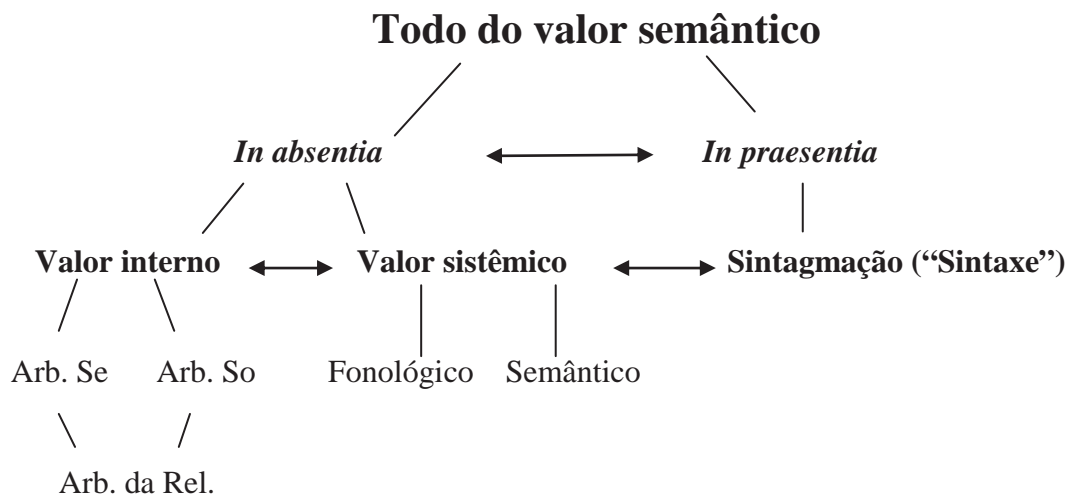 Todo do valor semântico
In absentia In praesentia
Valor interno Valor sistêmico Sintagmação (“Sintaxe”)
Arb. Se Arb. So Fonológico Semântico
Arb. da Rel.